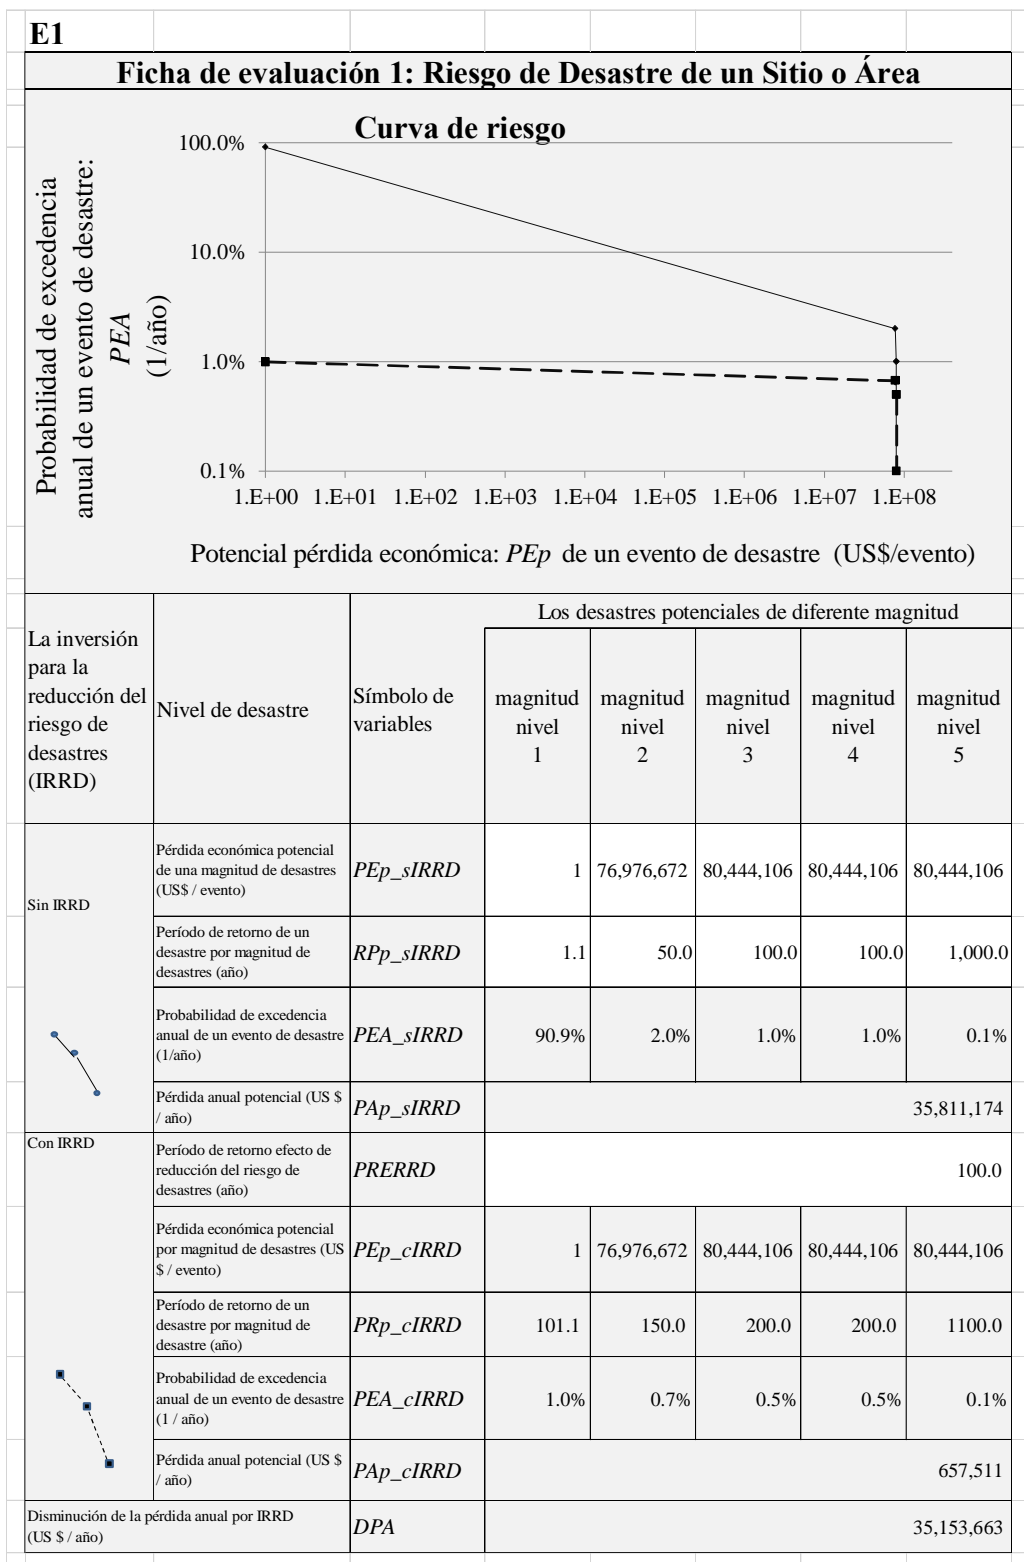 E1
Ficha de evaluación 1: Riesgo de Desastre de un Sitio o Área
Curva de riesgo
Probabilidad de excedencia
anual de un evento de desastre:
PEA
(1/año)
100.0%
10.0%
1.0%
0.1%
1.E+00 1.E+01 1.E+02 1.E+03 1.E+04 1.E+05 1.E+06 1.E+07 1.E+08
Potencial pérdida económica: PEp de un evento de desastre (US$/evento)
La inversión
para la
reducción del
riesgo de
desastres
(IRRD)
Nivel de desastre
Símbolo de
variables
Los desastres potenciales de diferente magnitud
magnitud
nivel
1
magnitud
nivel
2
magnitud
nivel
3
magnitud
nivel
4
magnitud
nivel
5
Sin IRRD
Pérdida económica potencial
de una magnitud de desastres
(US$ / evento)
PEp_sIRRD
1 76,976,672 80,444,106 80,444,106 80,444,106
Período de retorno de un
desastre por magnitud de
desastres (año)
RPp_sIRRD
1.1 50.0 100.0 100.0 1,000.0
Probabilidad de excedencia
anual de un evento de desastre
(1/año)
PEA_sIRRD
90.9% 2.0% 1.0% 1.0% 0.1%
Pérdida anual potencial (US $
/ año)
PAp_sIRRD
35,811,174
Con IRRD
Período de retorno efecto de
reducción del riesgo de
desastres (año)
PRERRD
100.0
Pérdida económica potencial
por magnitud de desastres (US
$ / evento)
PEp_cIRRD
1 76,976,672 80,444,106 80,444,106 80,444,106
Período de retorno de un
desastre por magnitud de
desastre (año)
PRp_cIRRD
101.1 150.0 200.0 200.0 1100.0
Probabilidad de excedencia
anual de un evento de desastre
(1 / año)
PEA_cIRRD
1.0% 0.7% 0.5% 0.5% 0.1%
Pérdida anual potencial (US $
/ año)
PAp_cIRRD
657,511
Disminución de la pérdida anual por IRRD
(US $ / año)
DPA
35,153,663